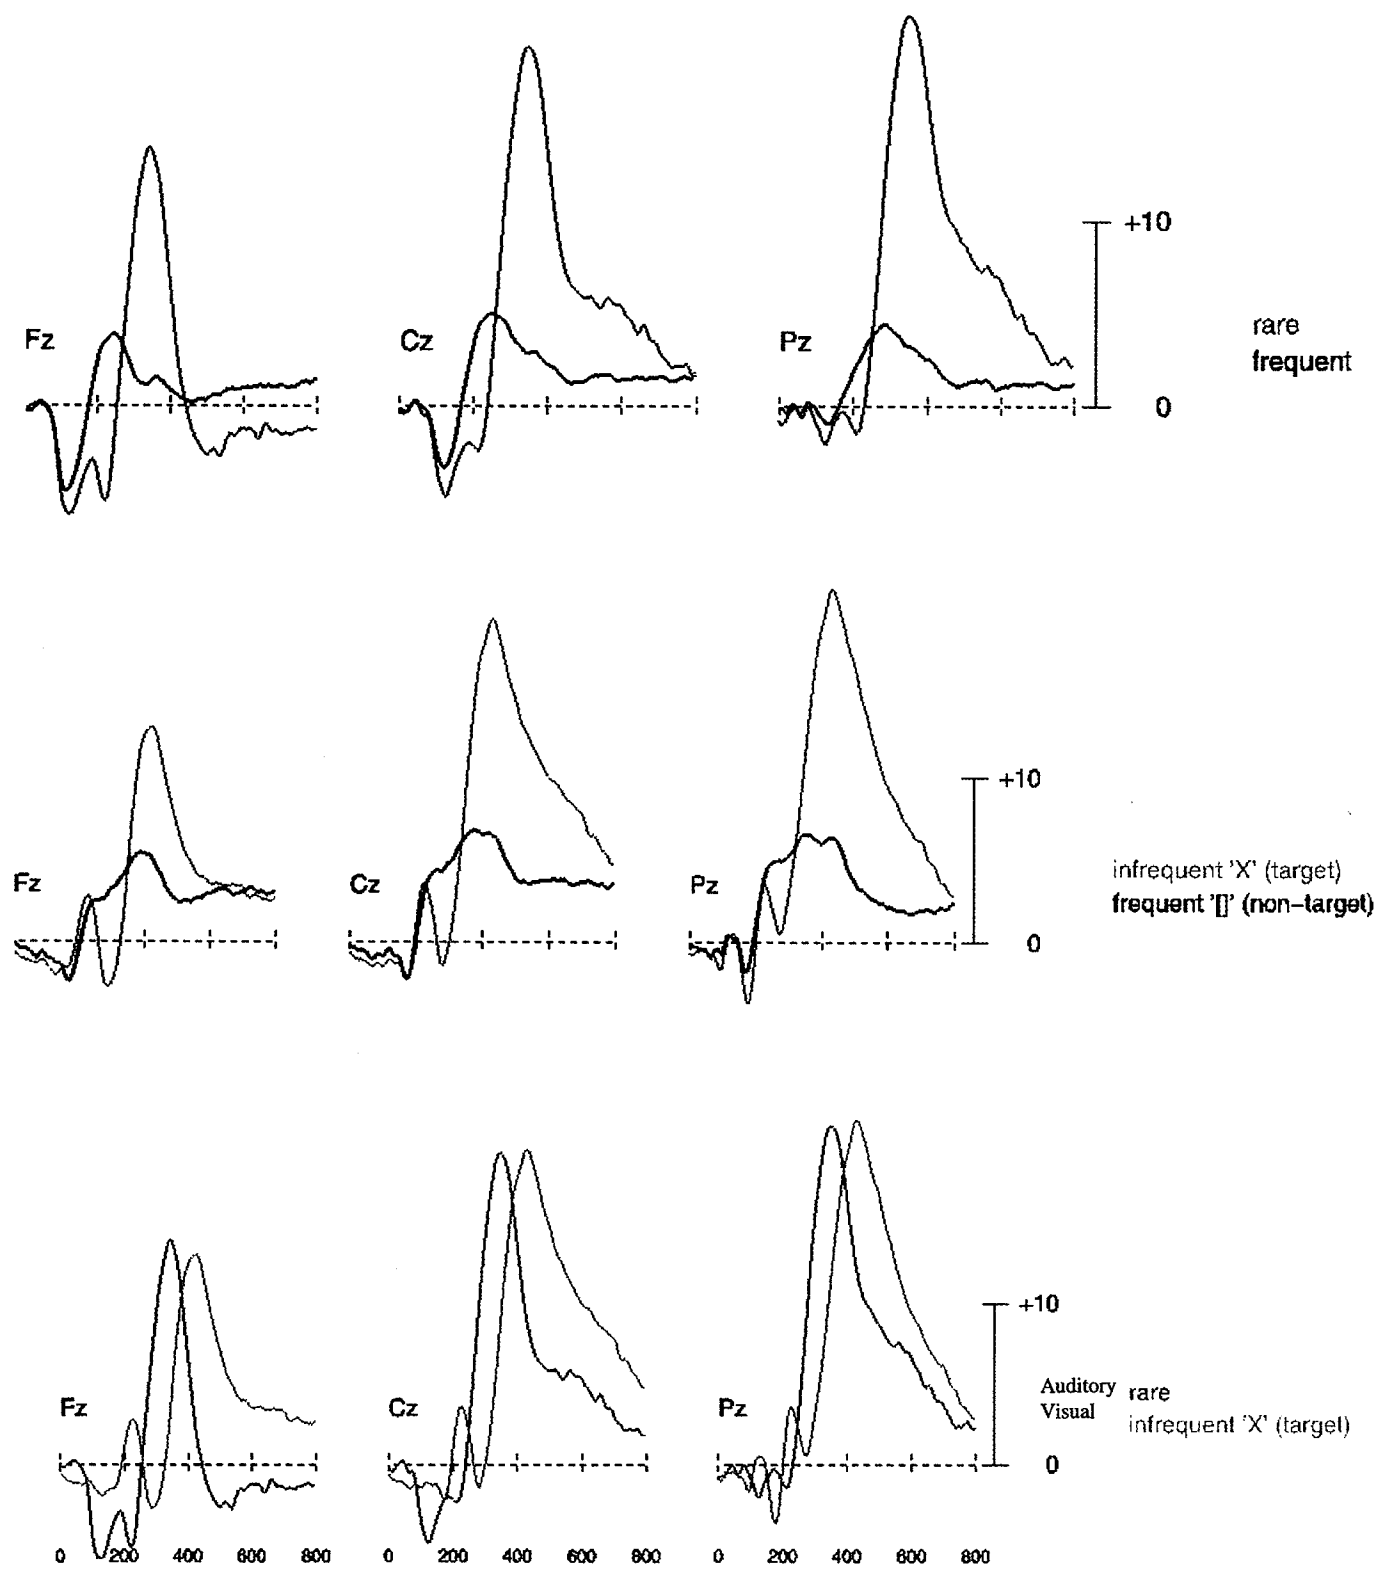 +10
Fz
Cz
Pz
rare
frequent
0
+10
Fz
Cz
Pz
infrequent 'X' (target)
frequent '[]' (non-target)
0
+10
Fz
Cz
Pz
Auditory rare
Visual infrequent 'X' (target)
0
0 200 400 600 800 0 200 400 600 800 0 200 400 600 800